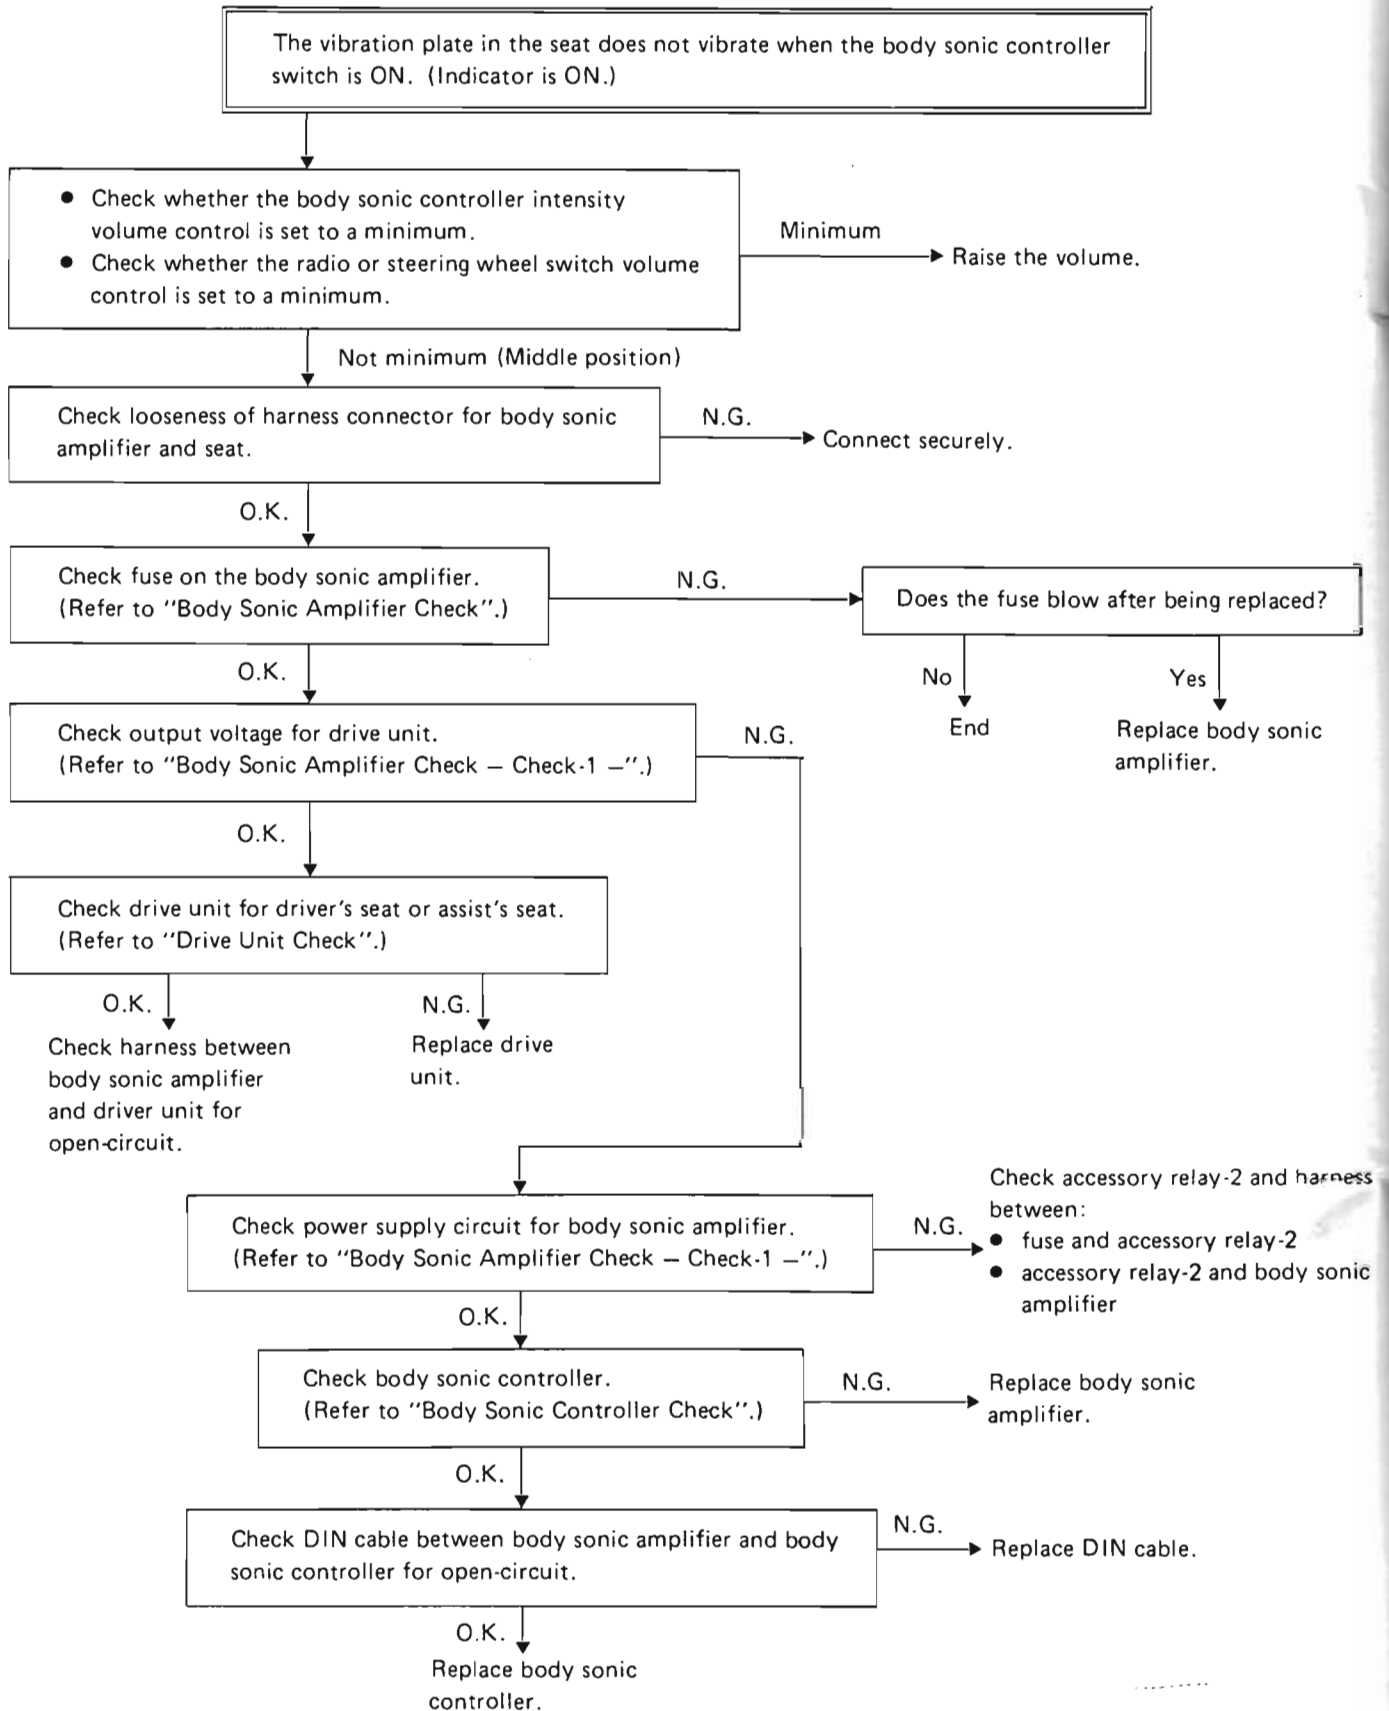 The vibration plate in the seat does not vibrate when the body sonic controller
switch is ON. (Indicator is ON.)
● Check whether the body sonic controller intensity
volume control is set to a minimum.
● Check whether the radio or steering wheel switch volume
control is set to a minimum.
Minimum
Raise the volume.
Not minimum (Middle position)
Check looseness of harness connector for body sonic
amplifier and seat.
N.G.
Connect securely.
O.K.
Check fuse on the body sonic amplifier.
(Refer to "Body Sonic Amplifier Check".)
N.G.
Does the fuse blow after being replaced?
No
End
Yes
Replace body sonic
amplifier.
O.K.
Check output voltage for drive unit.
(Refer to "Body Sonic Amplifier Check — Check-1 —".)
N.G.
O.K.
Check drive unit for driver's seat or assist's seat.
(Refer to "Drive Unit Check".)
O.K.
Check harness between
body sonic amplifier
and driver unit for
open-circuit.
N.G.
Replace drive
unit.
Check power supply circuit for body sonic amplifier.
(Refer to "Body Sonic Amplifier Check — Check-1 —".)
N.G.
Check accessory relay-2 and harness
between:
● fuse and accessory relay-2
● accessory relay-2 and body sonic
amplifier
O.K.
Check body sonic controller.
(Refer to "Body Sonic Controller Check".)
N.G.
Replace body sonic
amplifier.
O.K.
Check DIN cable between body sonic amplifier and body
sonic controller for open-circuit.
N.G.
Replace DIN cable.
O.K.
Replace body sonic
controller.